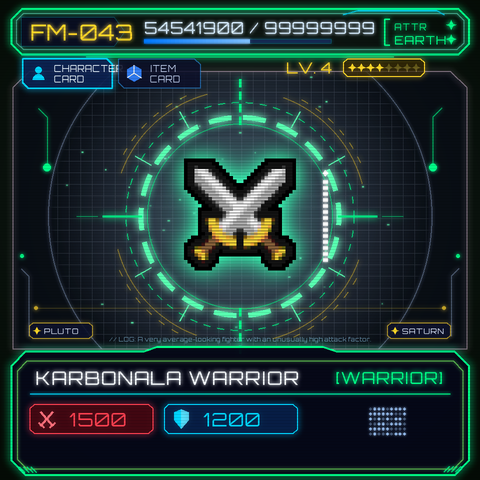 FM-043
54541900 / 99999999
ATTR
EARTH
CHARACTER
CARD
ITEM
CARD
LV.4
PLUTO
SATURN
// LOG: A very average-looking fighter with an unusually high attack factor.
KARBONALA WARRIOR
[WARRIOR]
1500
1200